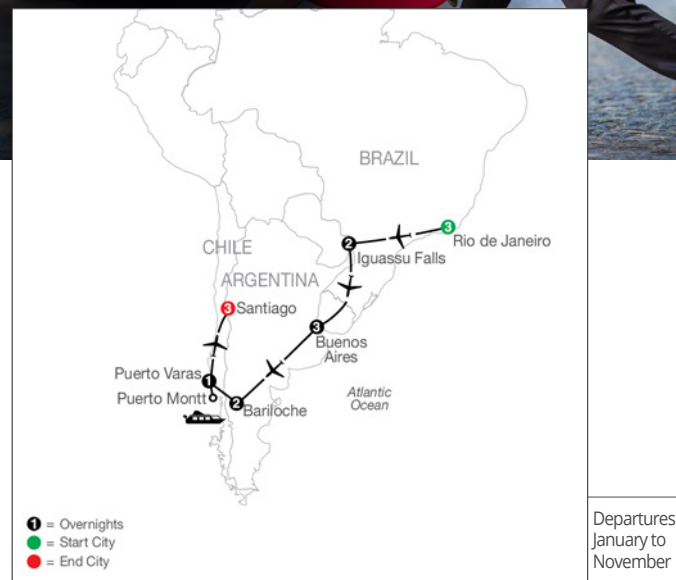 BRAZIL
3
Rio de Janeiro
2
Iguassu Falls
CHILE
ARGENTINA
3 Santiago
3
Buenos
Aires
Puerto Varas 1
Puerto Montt
2
Bariloche
Atlantic
Ocean
1 = Overnights
= Start City
= End City
Departures
January to
November